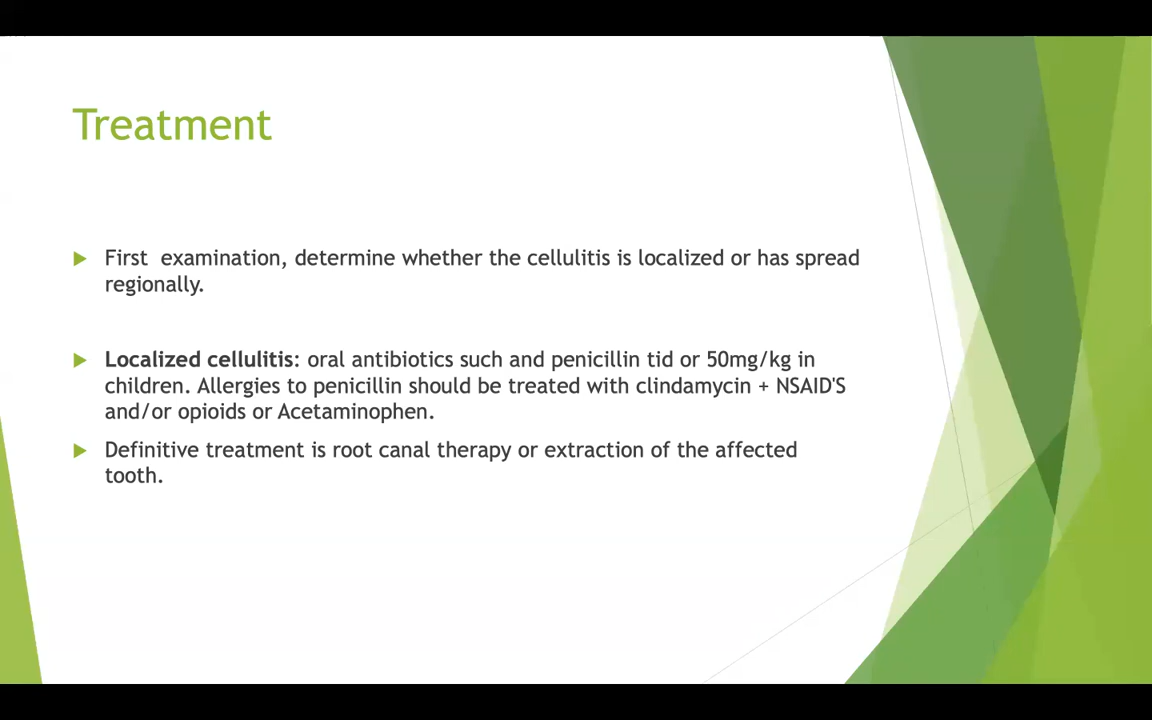 Treatment
First  examination, determine whether the cellulitis is localized or has spread
regionally.
Localized cellulitis: oral antibiotics such and penicillin tid or 50mg/kg in
children. Allergies to penicillin should be treated with clindamycin + NSAID'S
and/or opioids or Acetaminophen.
Definitive treatment is root canal therapy or extraction of the affected
tooth.